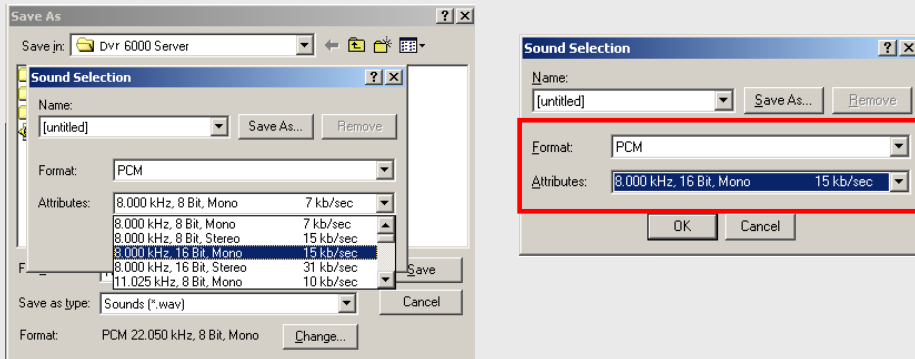 Save As
Save in: Dvr 6000 Server
Sound Selection
Name:
[untitled] Save As... Remove
Format: PCM
Attributes: 8.000 kHz, 8 Bit, Mono 7 kb/sec
8.000 kHz, 8 Bit, Mono 7 kb/sec
8.000 kHz, 8 Bit, Stereo 15 kb/sec
8.000 kHz, 16 Bit, Mono 15 kb/sec
8.000 kHz, 16 Bit, Stereo 31 kb/sec
11.025 kHz, 8 Bit, Mono 10 kb/sec
Save
Save as type: Sounds (*.wav) Cancel
Format: PCM 22.050 kHz, 8 Bit, Mono Change...
Sound Selection
Name:
[untitled] Save As... Remove
Format: PCM
Attributes: 8.000 kHz, 16 Bit, Mono 15 kb/sec
OK Cancel